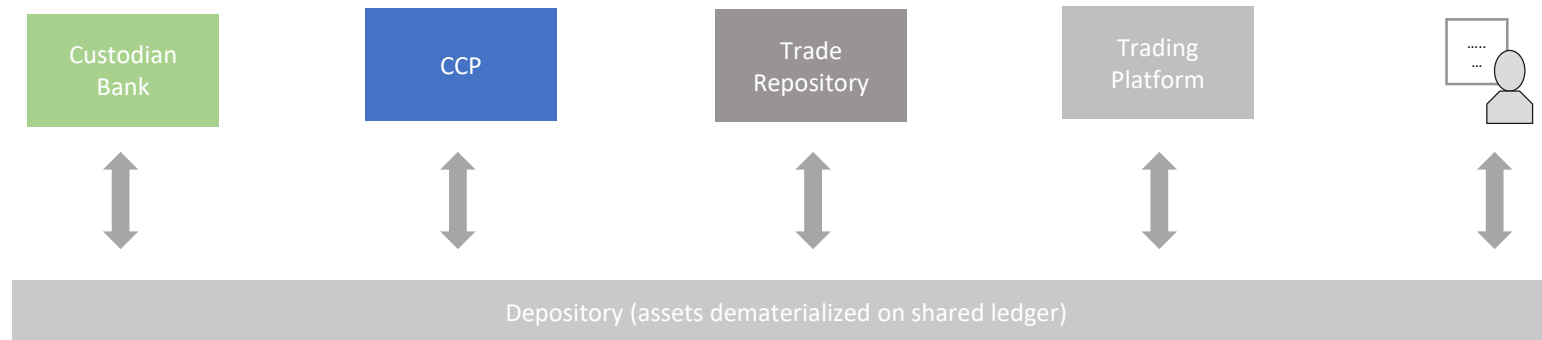 Custodian
Bank
CCP
Trade
Repository
Trading
Platform
.....
...
Depository (assets dematerialized on shared ledger)